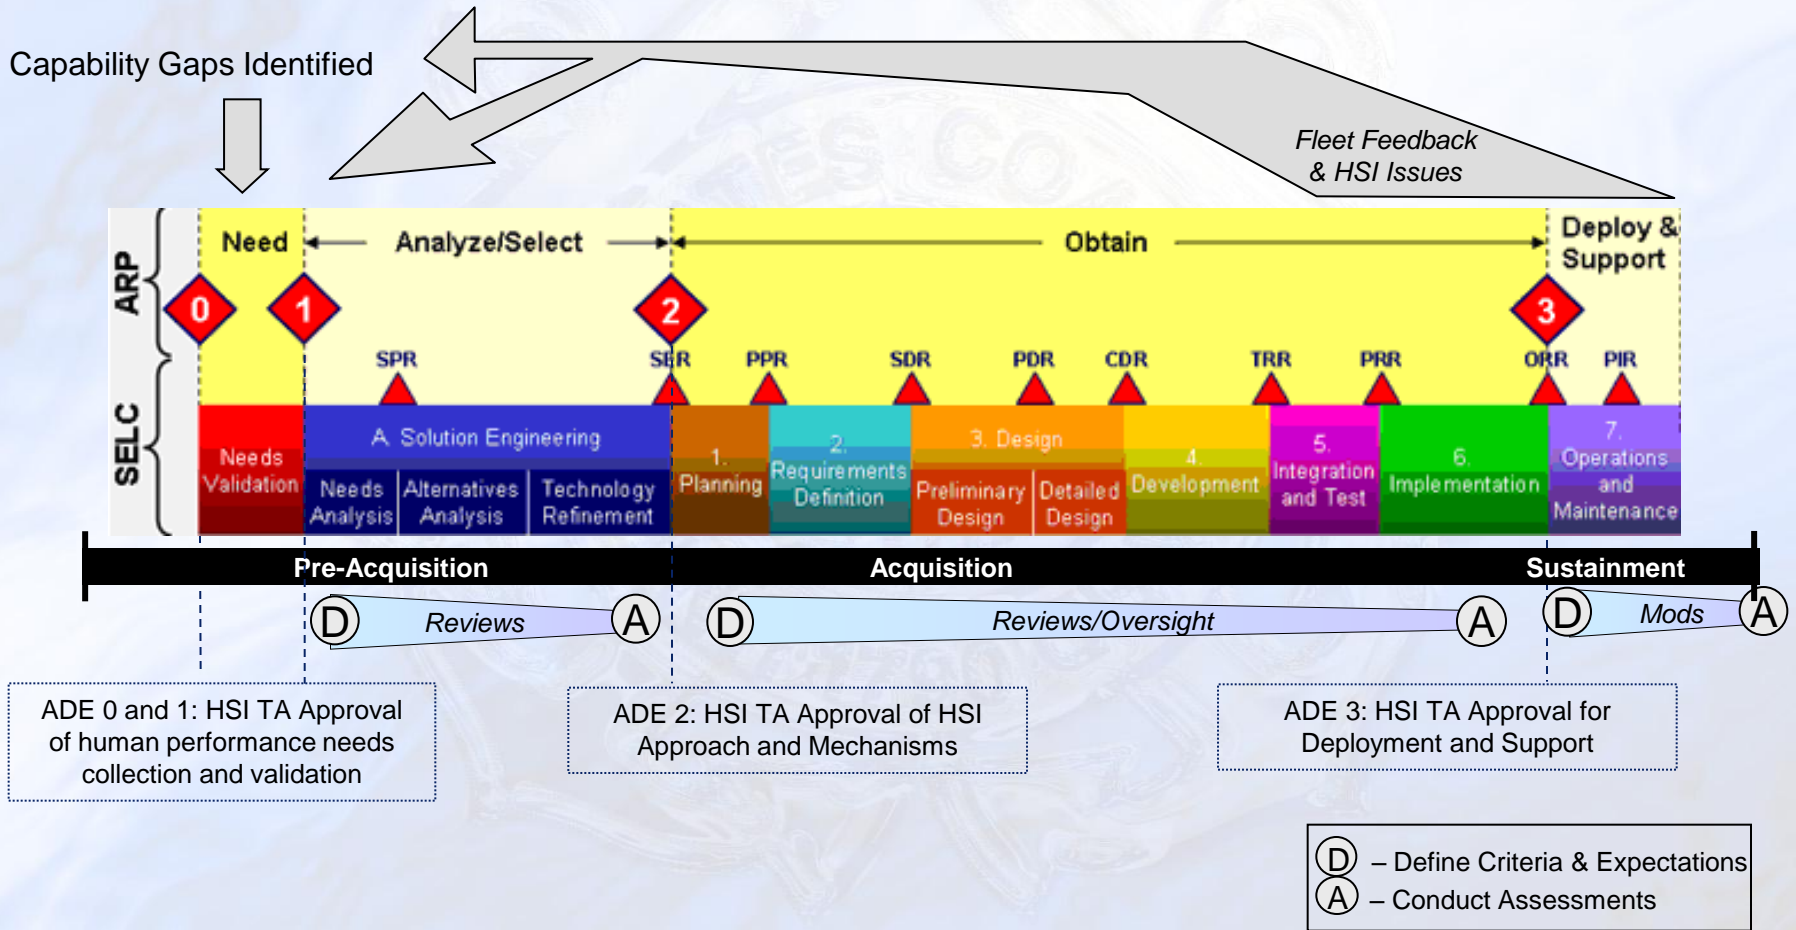 Capability Gaps Identified
Fleet Feedback
& HSI Issues
ARP
Need
Analyze/Select
Obtain
Deploy &
Support
0
1
2
3
SELC
SPR
SER
PPR
SDR
PDR
CDR
TRR
PRR
ORR
PIR
Needs
Validation
A. Solution Engineering
Needs
Analysis
Alternatives
Analysis
Technology
Refinement
1.
Planning
2.
Requirements
Definition
3. Design
Preliminary
Design
Detailed
Design
4.
Development
5.
Integration
and Test
6.
Implementation
7.
Operations
and
Maintenance
Pre-Acquisition
Acquisition
Sustainment
D
Reviews
A
D
Reviews/Oversight
A
D
Mods
A
ADE 0 and 1: HSI TA Approval
of human performance needs
collection and validation
ADE 2: HSI TA Approval of HSI
Approach and Mechanisms
ADE 3: HSI TA Approval for
Deployment and Support
D – Define Criteria & Expectations
A – Conduct Assessments